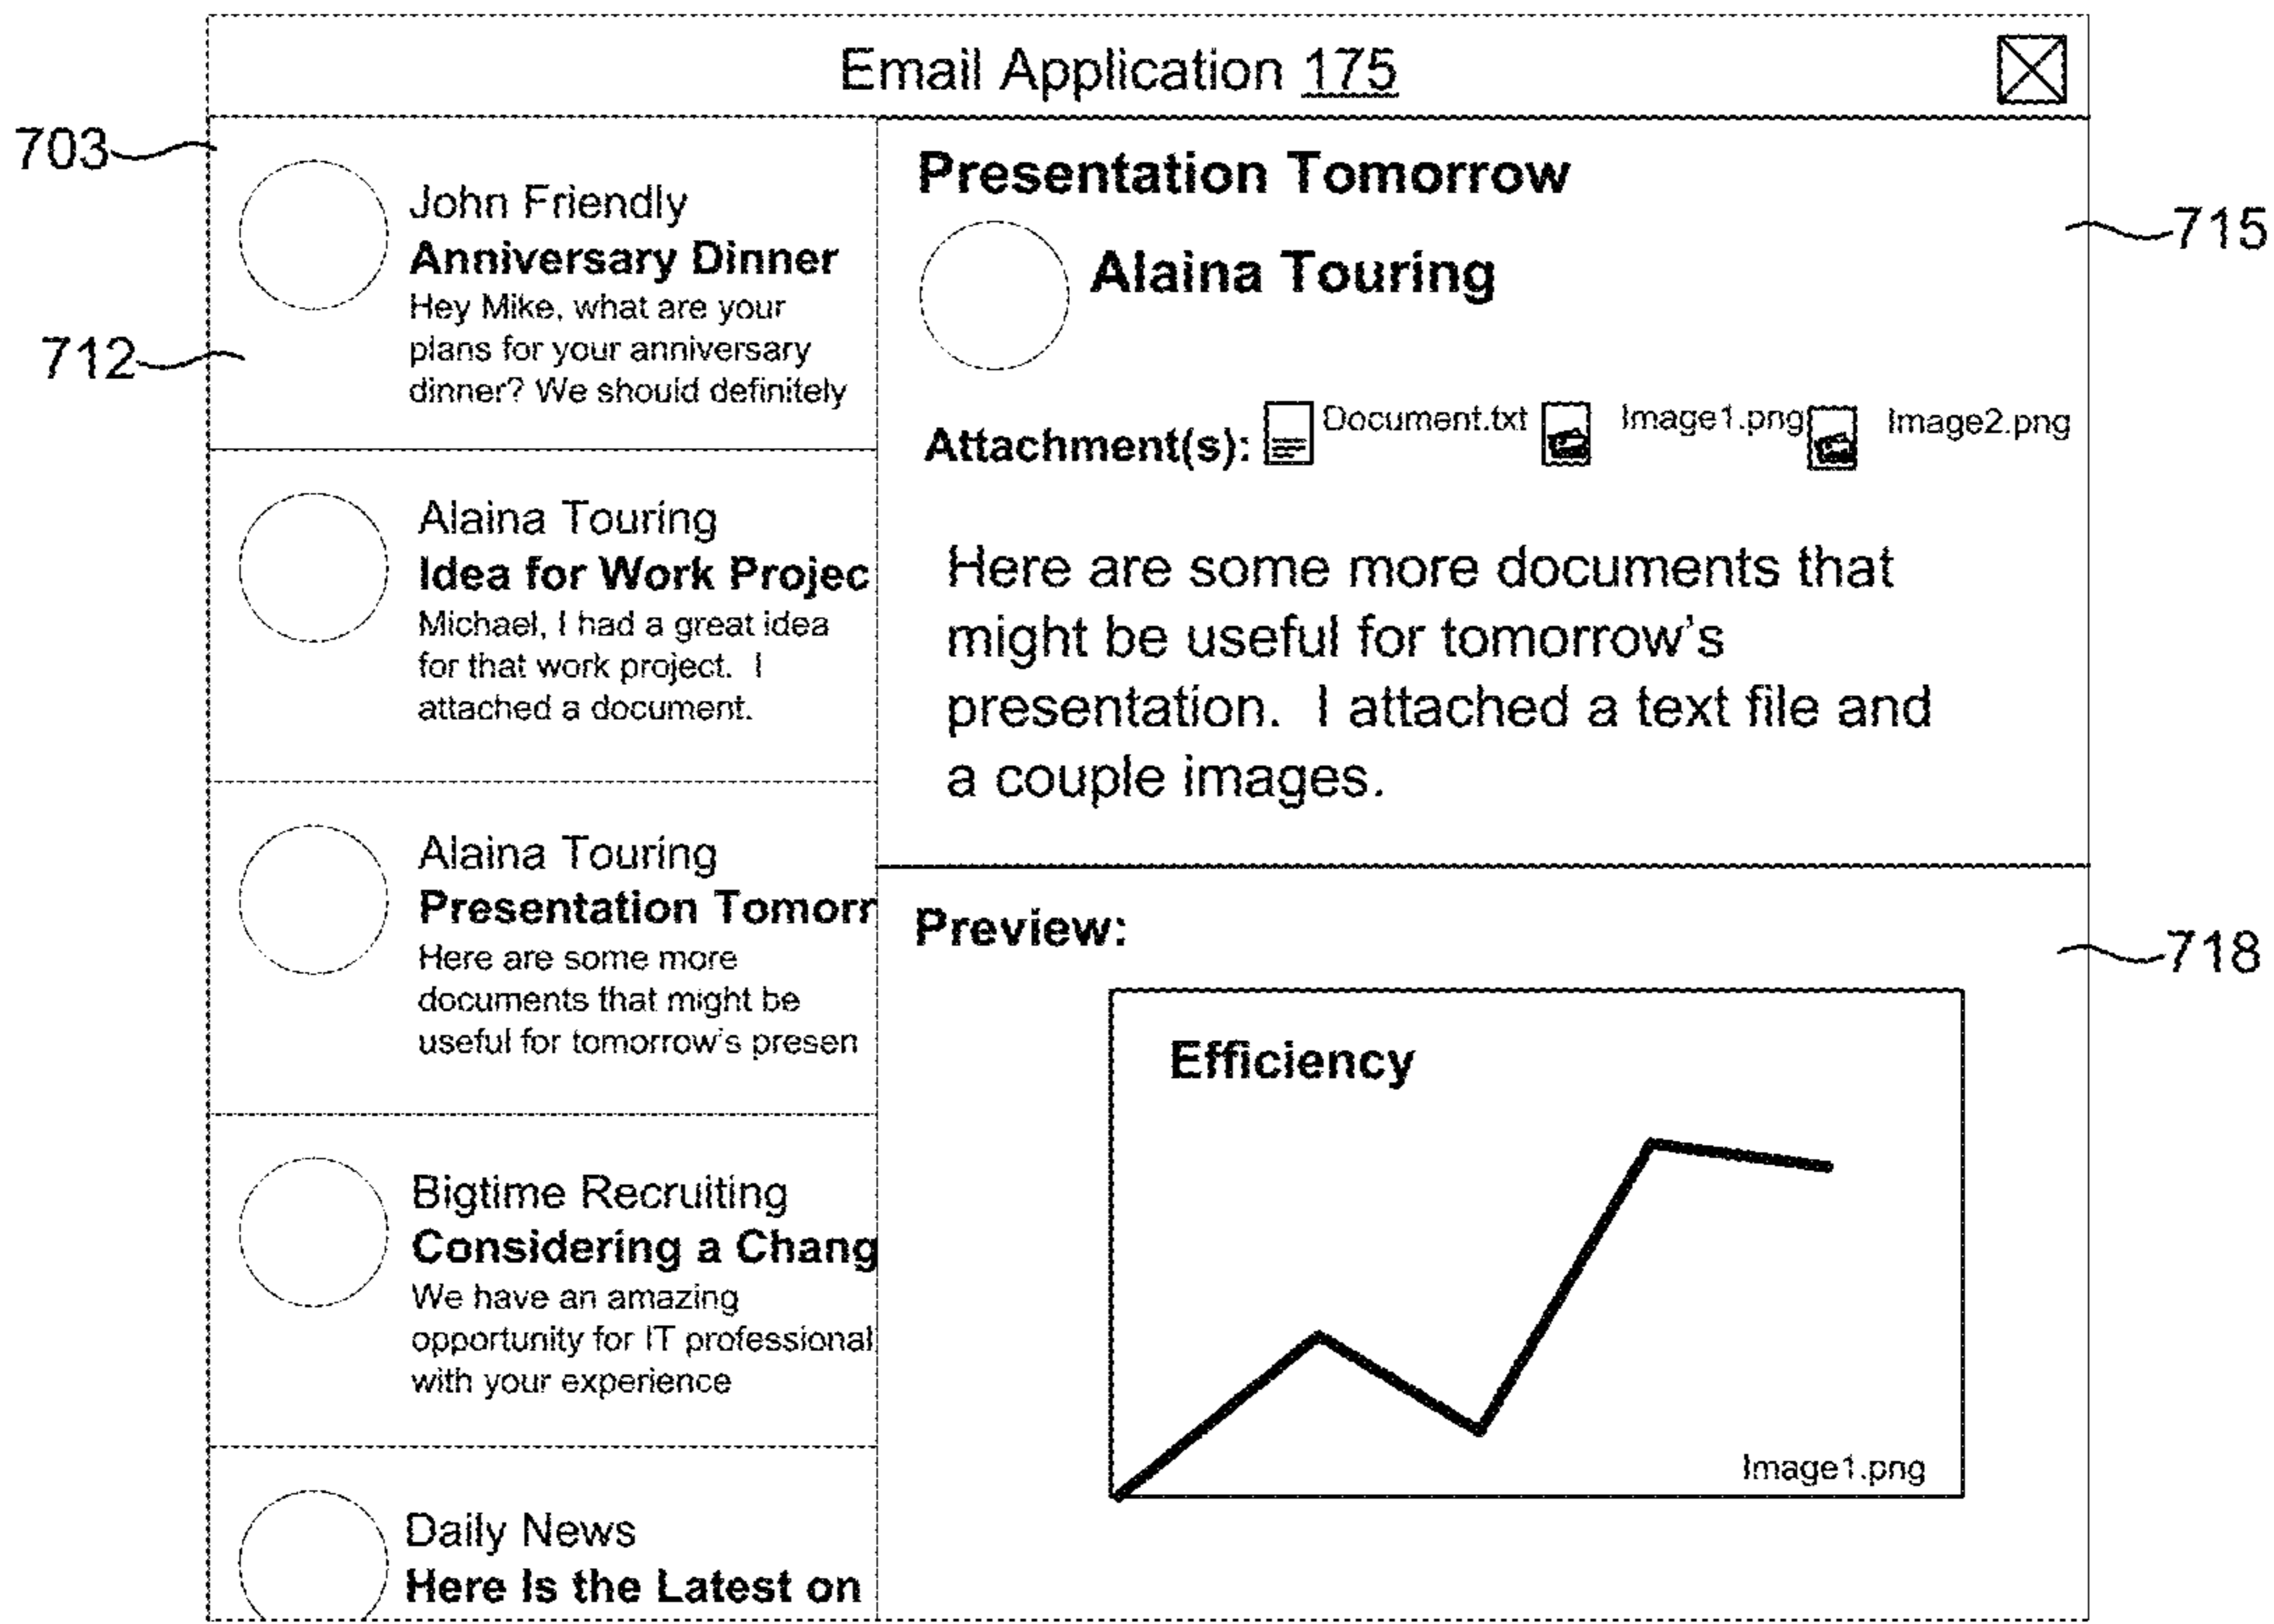 Email Application 175
703
John Friendly
Anniversary Dinner
Hey Mike, what are your
plans for your anniversary
dinner? We should definitely
712
Alaina Touring
Idea for Work Projec
Michael, I had a great idea
for that work project.  I
attached a document.
Alaina Touring
Presentation Tomorr
Here are some more
documents that might be
useful for tomorrow's presen
Bigtime Recruiting
Considering a Chang
We have an amazing
opportunity for IT professional
with your experience
Daily News
Here Is the Latest on
Presentation Tomorrow
715
Alaina Touring
Attachment(s): Document.txt Image1.png Image2.png
Here are some more documents that
might be useful for tomorrow's
presentation.  I attached a text file and
a couple images.
Preview:
718
Efficiency
Image1.png